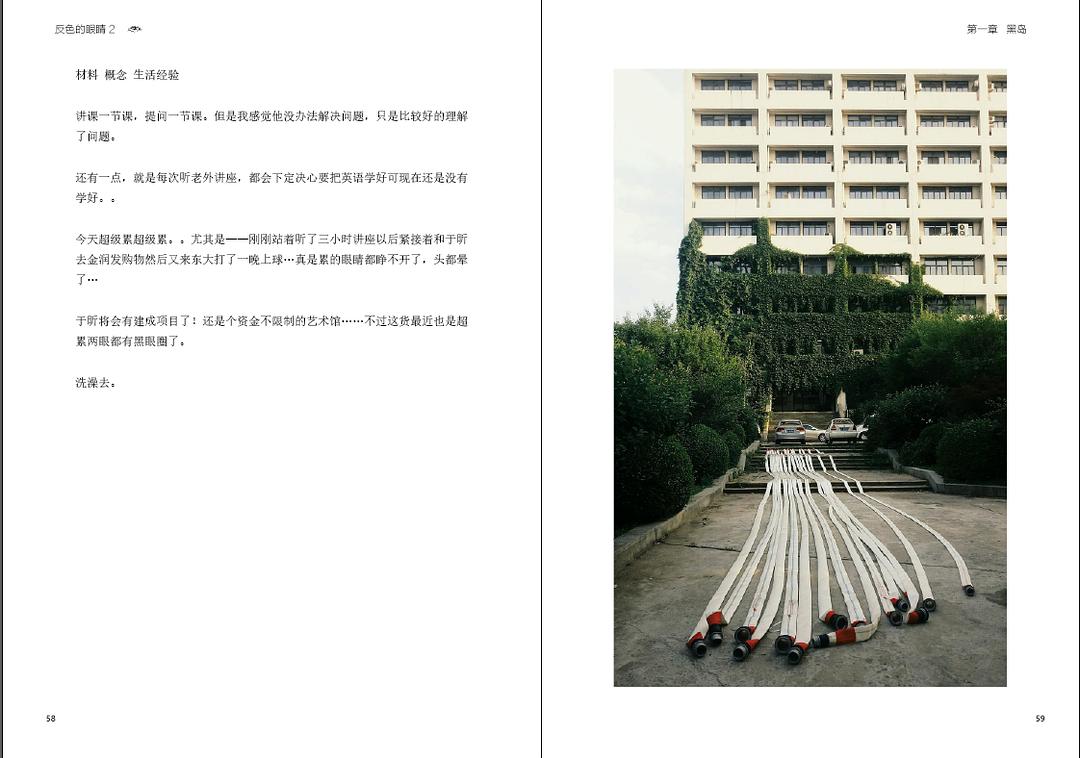 反色的眼睛 2
第一章 黑岛
材料 概念 生活经验
讲课一节课，提问一节课。但是我感觉他没办法解决问题，只是比较好的理解
了问题。
还有一点，就是每次听老外讲座，都会下定决心要把英语学好可现在还是没有
学好。。
今天超级累超级累。。尤其是——刚刚站着听了三小时讲座以后紧接着和于昕
去金润发购物然后又来东大打了一晚上球…真是累的眼睛都睁不开了，头都晕
了…
于昕将会有建成项目了！还是个资金不限制的艺术馆……不过这货最近也是超
累两眼都有黑眼圈了。
洗澡去。
58
59